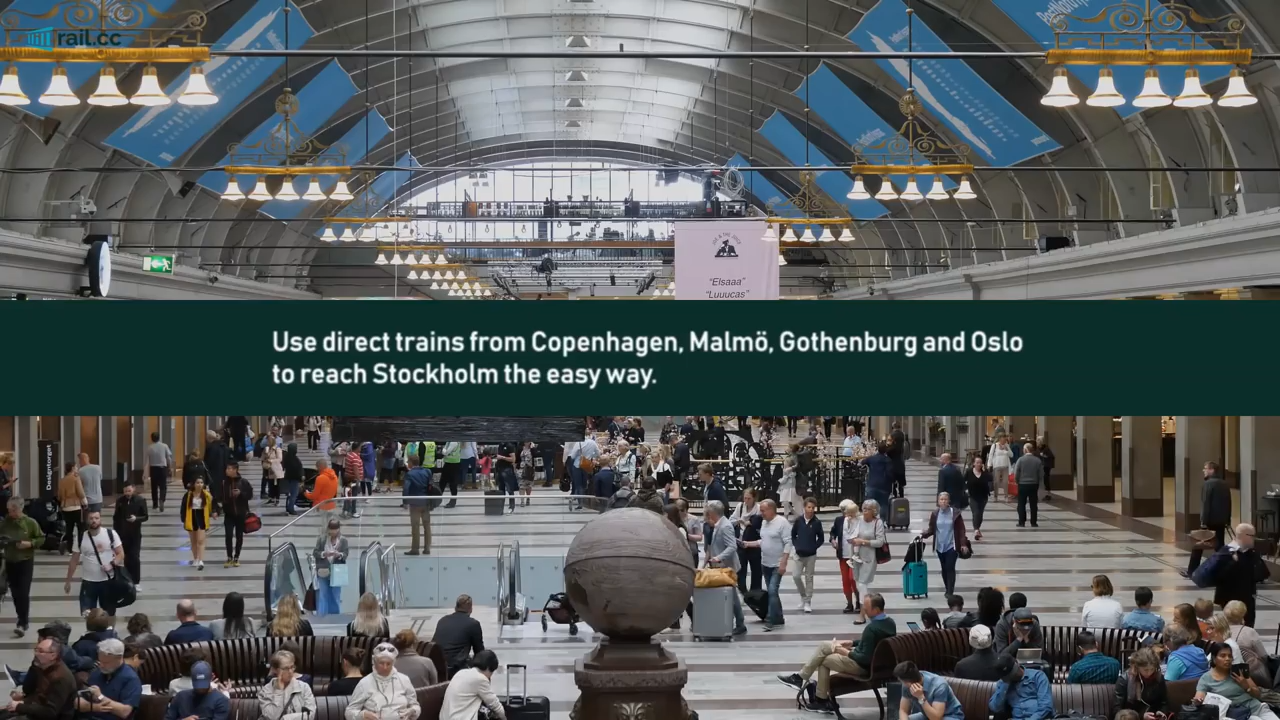 rail.cc
"Elsaaa"
"Luuucas"
Use direct trains from Copenhagen, Malmö, Gothenburg and Oslo
to reach Stockholm the easy way.
Designtorget